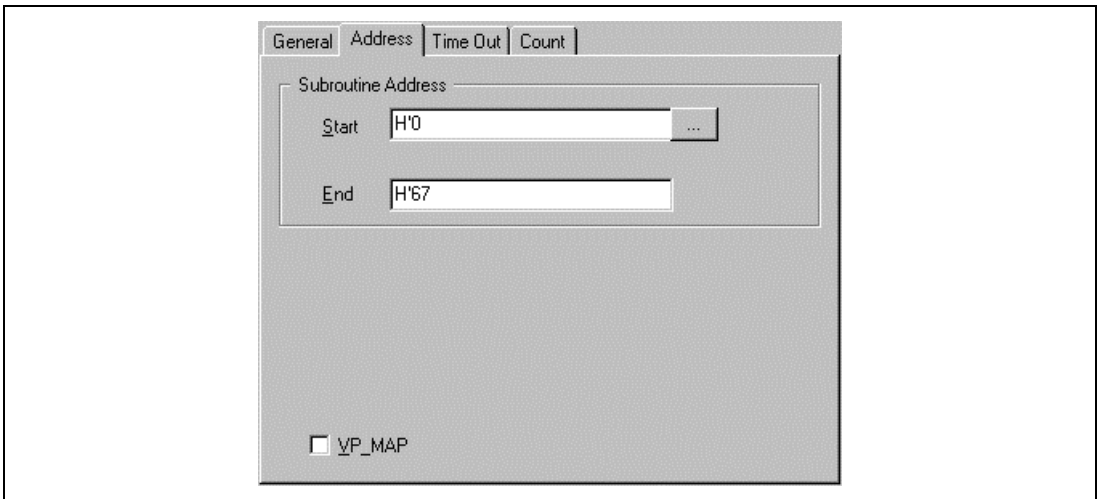 General Address Time Out Count
Subroutine Address
Start H'0 ...
End H'67
VP_MAP